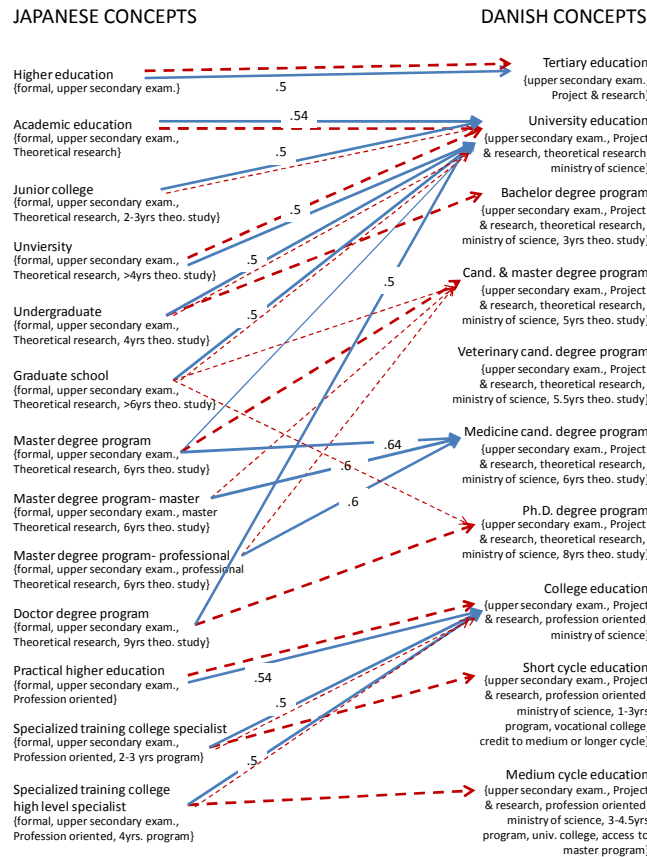 JAPANESE CONCEPTS
Higher education
{formal, upper secondary exam.}
Academic education
{formal, upper secondary exam.,
Theoretical research}
Junior college
{formal, upper secondary exam.,
Theoretical research, 2-3yrs theo. study}
Unviersity
{formal, upper secondary exam.,
Theoretical research, >4yrs theo. study}
Undergraduate
{formal, upper secondary exam.,
Theoretical research, 4yrs theo. study}
Graduate school
{formal, upper secondary exam.,
Theoretical research, >6yrs theo. study}
Master degree program
{formal, upper secondary exam.,
Theoretical research, 6yrs theo. study}
Master degree program- master
{formal, upper secondary exam., master
Theoretical research, 6yrs theo. study}
Master degree program- professional
{formal, upper secondary exam., professional
Theoretical research, 6yrs theo. study}
Doctor degree program
{formal, upper secondary exam.,
Theoretical research, 9yrs theo. study}
Practical higher education
{formal, upper secondary exam.,
Profession oriented}
Specialized training college specialist
{formal, upper secondary exam.,
Profession oriented, 2-3 yrs program}
Specialized training college
high level specialist
{formal, upper secondary exam.,
Profession oriented, 4yrs. program}
.5
.54
.5
.5
.5
.5
.5
.64
.6
.6
.54
.5
.5
DANISH CONCEPTS
Tertiary education
{upper secondary exam.,
Project & research}
University education
{upper secondary exam., Project
& research, theoretical research,
ministry of science}
Bachelor degree program
{upper secondary exam., Project
& research, theoretical research,
ministry of science, 3yrs theo. study}
Cand. & master degree program
{upper secondary exam., Project
& research, theoretical research,
ministry of science, 5yrs theo. study}
Veterinary cand. degree program
{upper secondary exam., Project
& research, theoretical research,
ministry of science, 5.5yrs theo. study}
Medicine cand. degree program
{upper secondary exam., Project
& research, theoretical research,
ministry of science, 6yrs theo. study}
Ph.D. degree program
{upper secondary exam., Project
& research, theoretical research,
ministry of science, 8yrs theo. study}
College education
{upper secondary exam., Project
& research, profession oriented,
ministry of science}
Short cycle education
{upper secondary exam., Project
& research, profession oriented,
ministry of science, 1-3yrs
program, vocational college,
credit to medium or longer cycle}
Medium cycle education
{upper secondary exam., Project
& research, profession oriented,
ministry of science, 3-4.5yrs
program, univ. college, access to
master program}